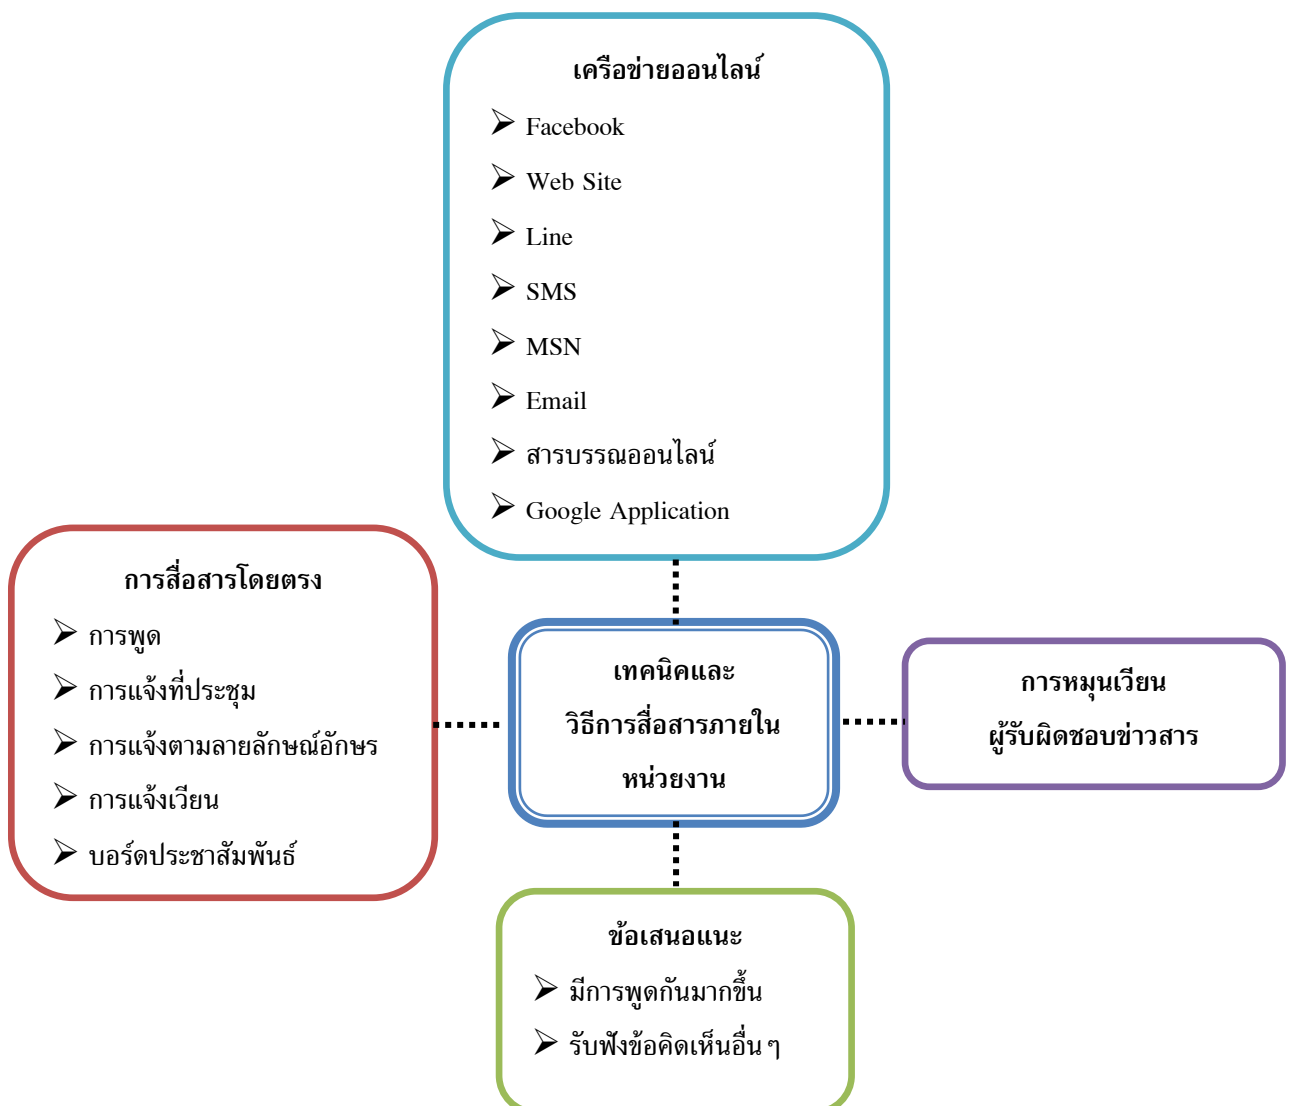 เครือข่ายออนไลน์
Facebook
Web Site
Line
SMS
MSN
Email
สารบรรณออนไลน์
Google Application
การสื่อสารโดยตรง
การพูด
การแจ้งที่ประชุม
การแจ้งตามลายลักษณ์อักษร
การแจ้งเวียน
บอร์ดประชาสัมพันธ์
เทคนิคและ
วิธีการสื่อสารภายใน
หน่วยงาน
การหมุนเวียน
ผู้รับผิดชอบข่าวสาร
ข้อเสนอแนะ
มีการพูดกันมากขึ้น
รับฟังข้อคิดเห็นอื่น ๆ